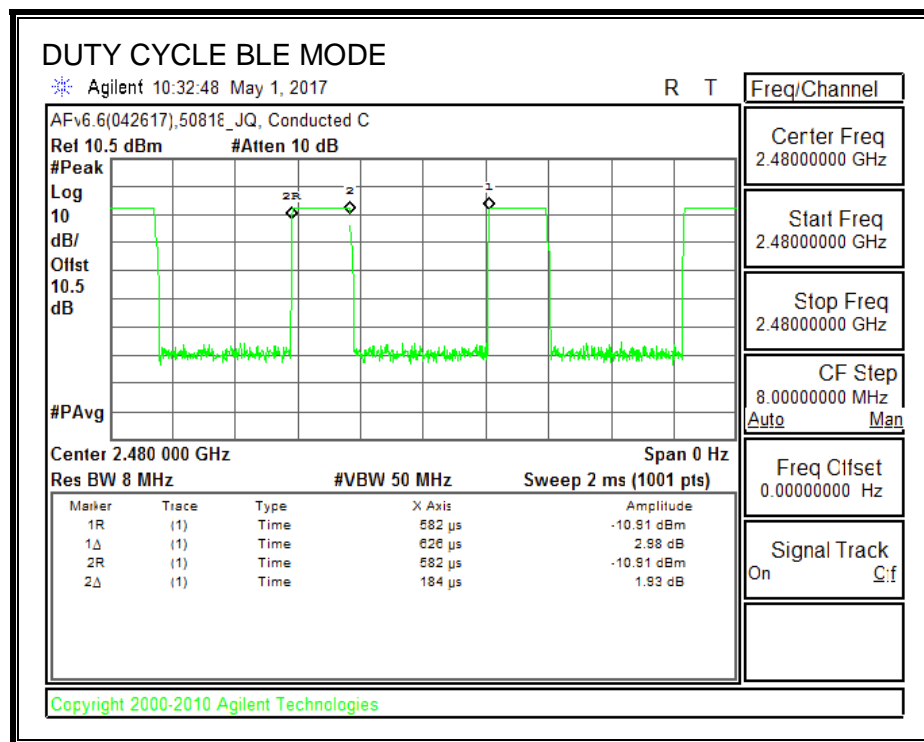 DUTY CYCLE BLE MODE
Agilent 10:32:48 May 1, 2017 R T
Freq/Channel
AFv6.6(042617),50818_JQ, Conducted C
Ref 10.5 dBm #Atten 10 dB
#Peak
Log
10
dB/
Offst
10.5
dB
#PAvg
2R 2 1
Center 2.480 000 GHz Span 0 Hz
Res BW 8 MHz #VBW 50 MHz Sweep 2 ms (1001 pts)
Marker Trace Type X Axis Amplitude
1R (1) Time 582 µs -10.91 dBm
1Δ (1) Time 626 µs 2.98 dB
2R (1) Time 582 µs -10.91 dBm
2Δ (1) Time 184 µs 1.93 dB
Center Freq
2.48000000 GHz
Start Freq
2.48000000 GHz
Stop Freq
2.48000000 GHz
CF Step
8.00000000 MHz
Auto Man
Freq Offset
0.00000000 Hz
Signal Track
On Off
Copyright 2000-2010 Agilent Technologies